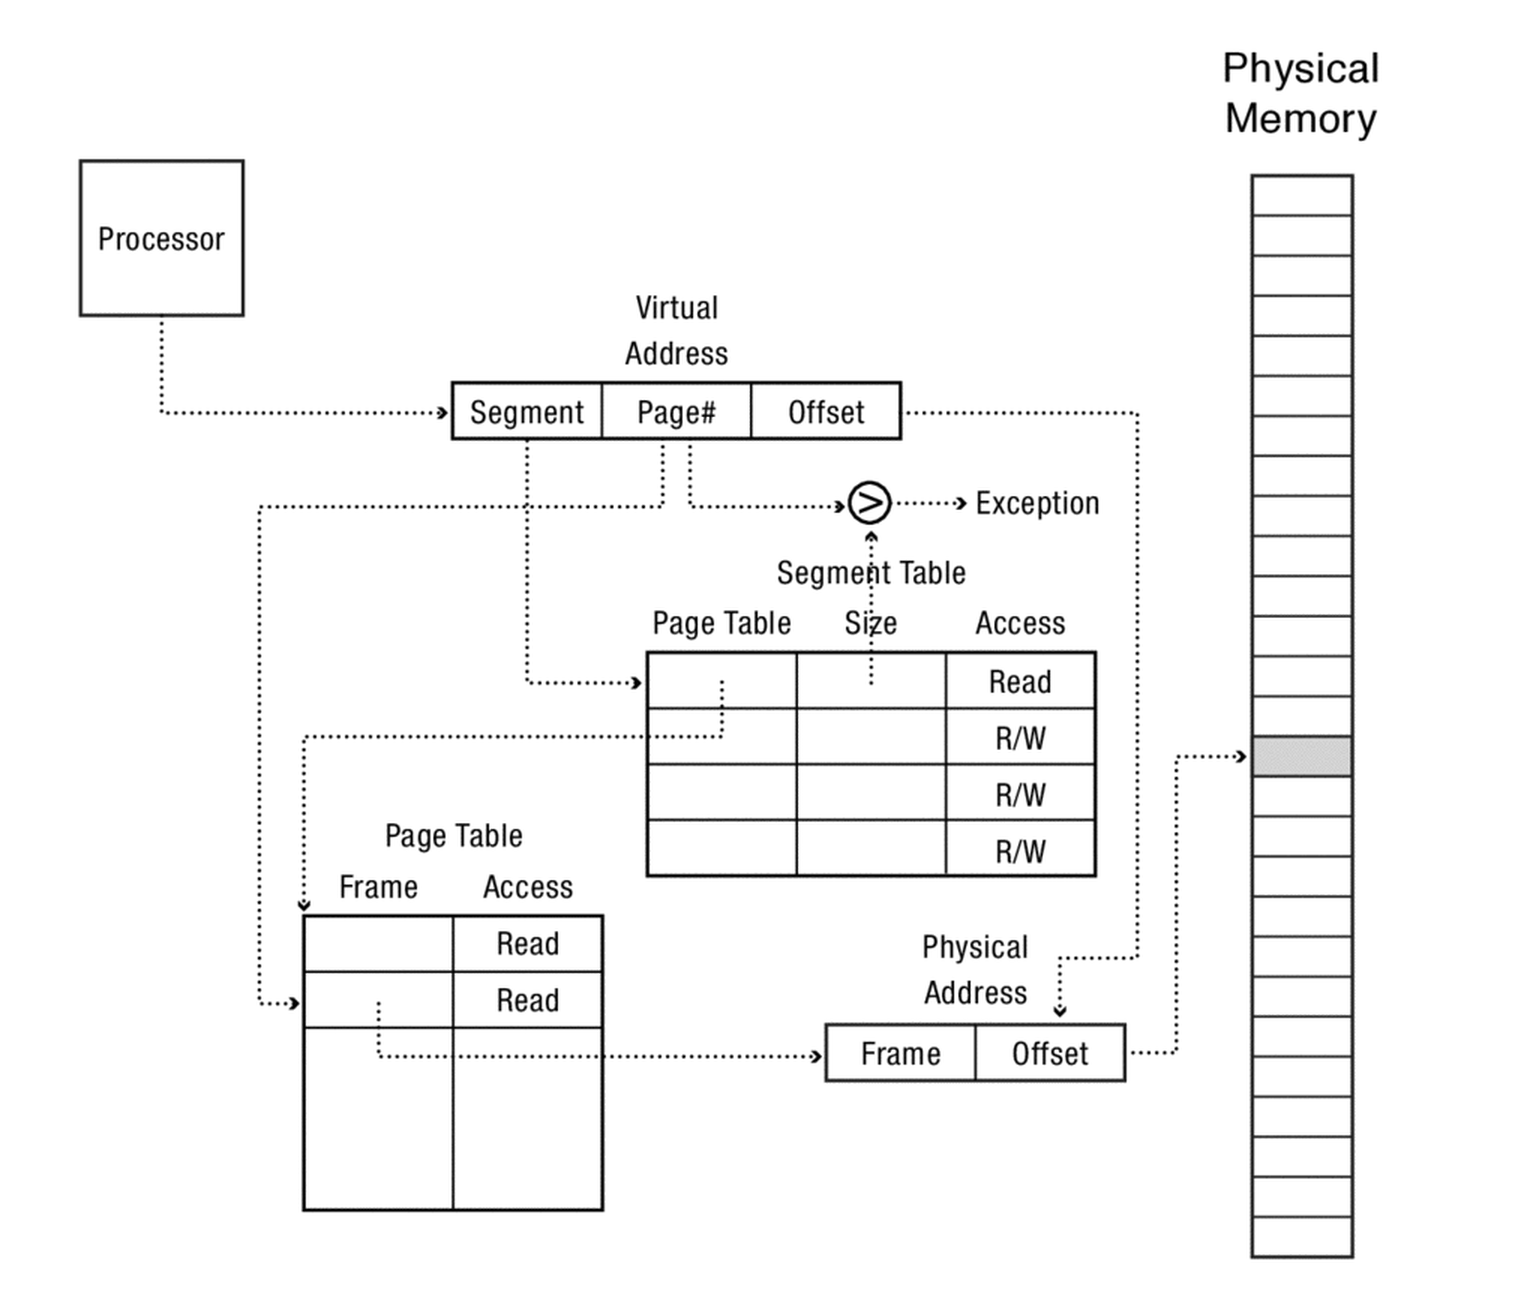 Physical
Memory
Processor
Virtual
Address
Segment Page# Offset
> Exception
Segment Table
Page Table Size Access
Read
R/W
R/W
R/W
Page Table
Frame Access
Read
Read
Physical
Address
Frame Offset